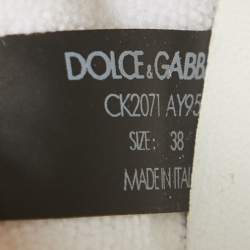 DOLCE & GABB
CK2071 AY95
SIZE: 38
MADE IN ITAL